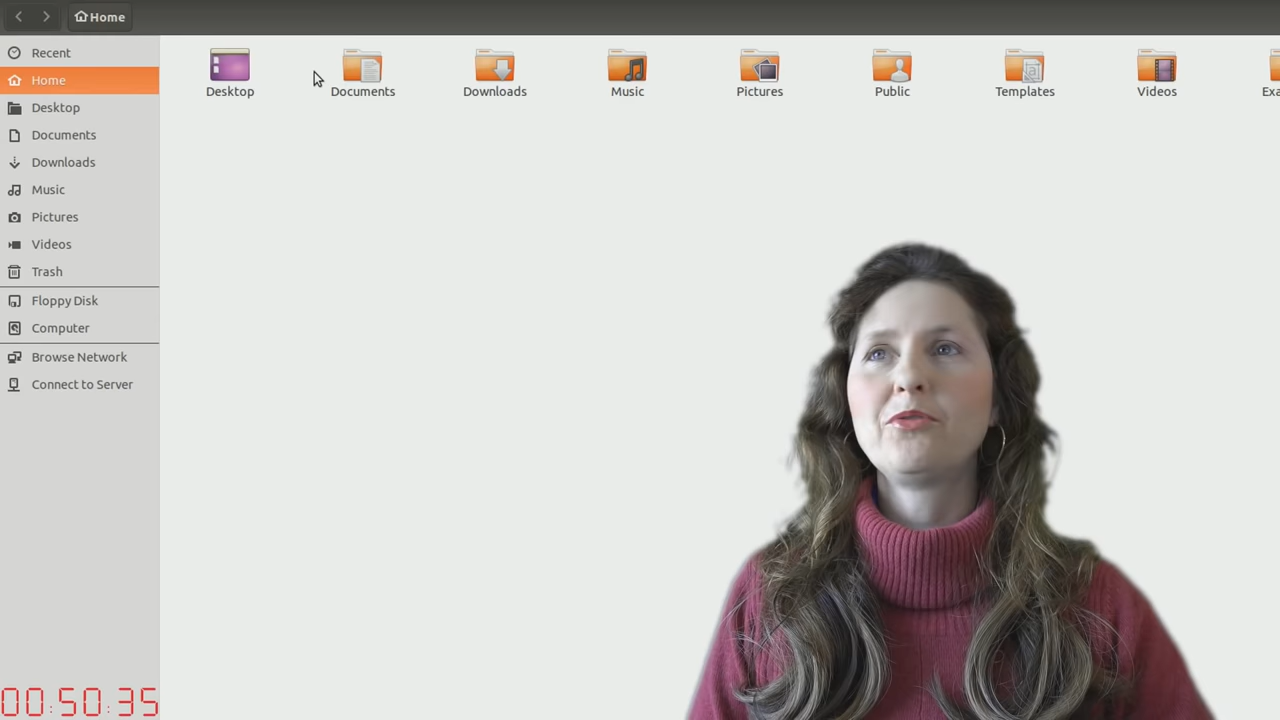 Home
Recent
Home
Desktop
Documents
Downloads
Music
Pictures
Videos
Trash
Floppy Disk
Computer
Browse Network
Connect to Server
Desktop
Documents
Downloads
Music
Pictures
Public
Templates
Videos
Exa
00:50:35